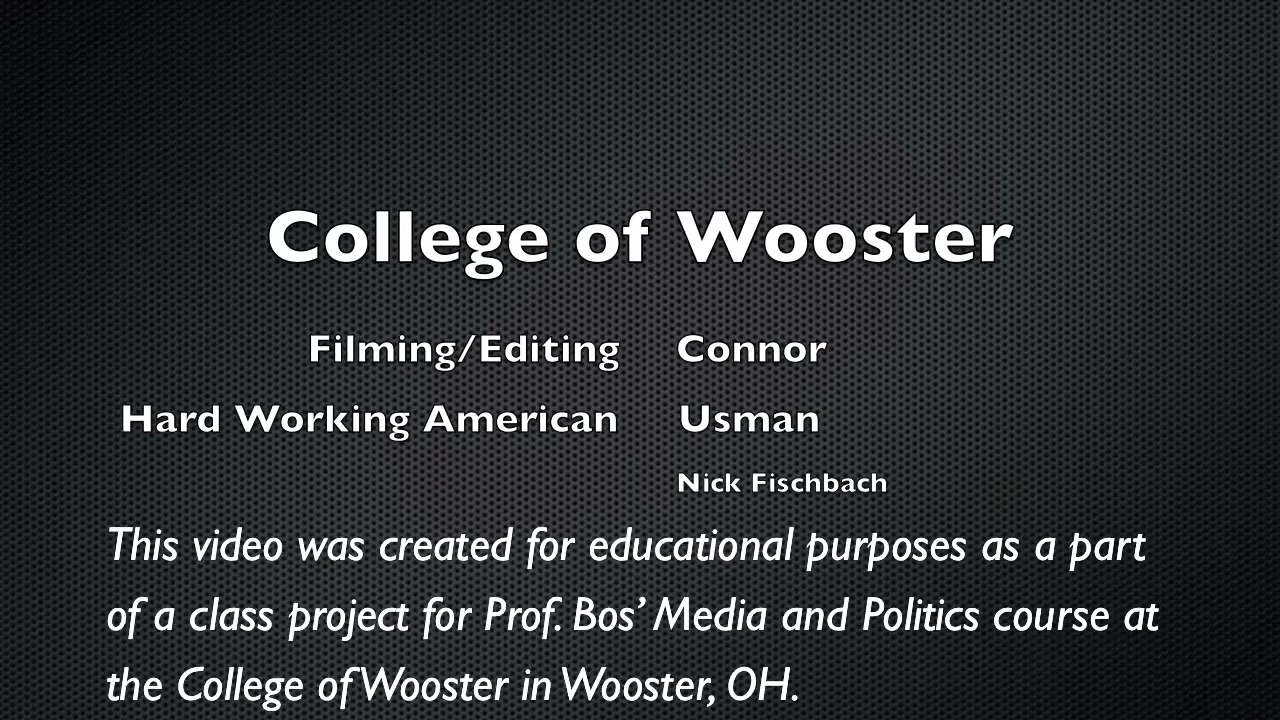 College of Wooster
Filming/Editing Connor
Hard Working American Usman
Nick Fischbach
This video was created for educational purposes as a part
of a class project for Prof. Bos’ Media and Politics course at
the College of Wooster in Wooster, OH.